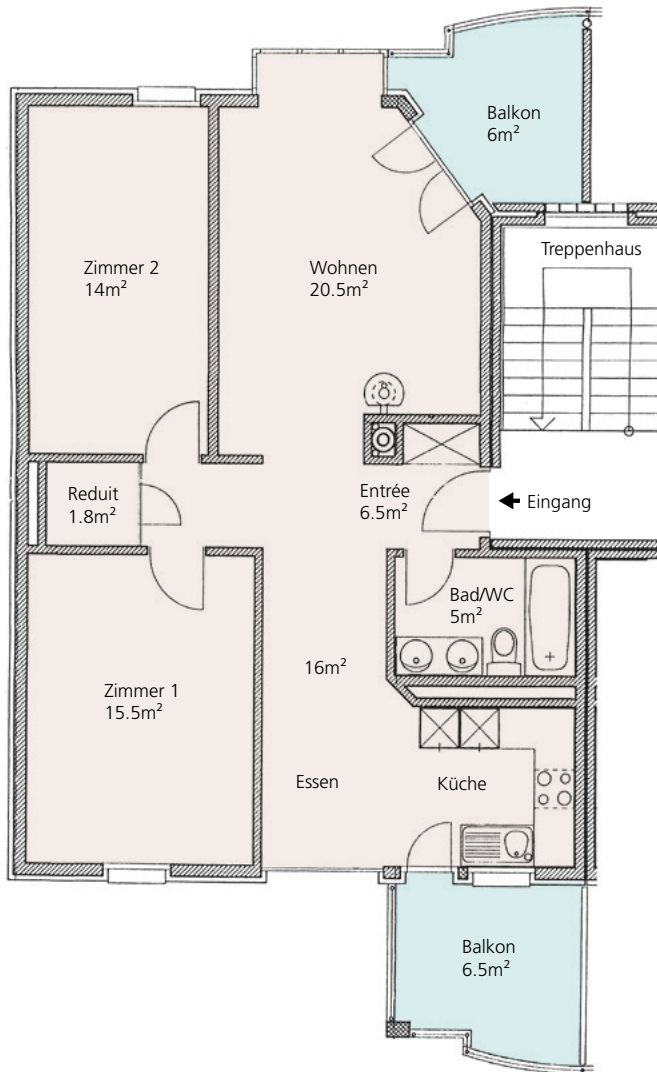 Balkon
6m²
Treppenhaus
Zimmer 2
14m²
Wohnen
20.5m²
Reduit
1.8m²
Entrée
6.5m²
Eingang
Bad/WC
5m²
16m²
Zimmer 1
15.5m²
Essen
Küche
Balkon
6.5m²